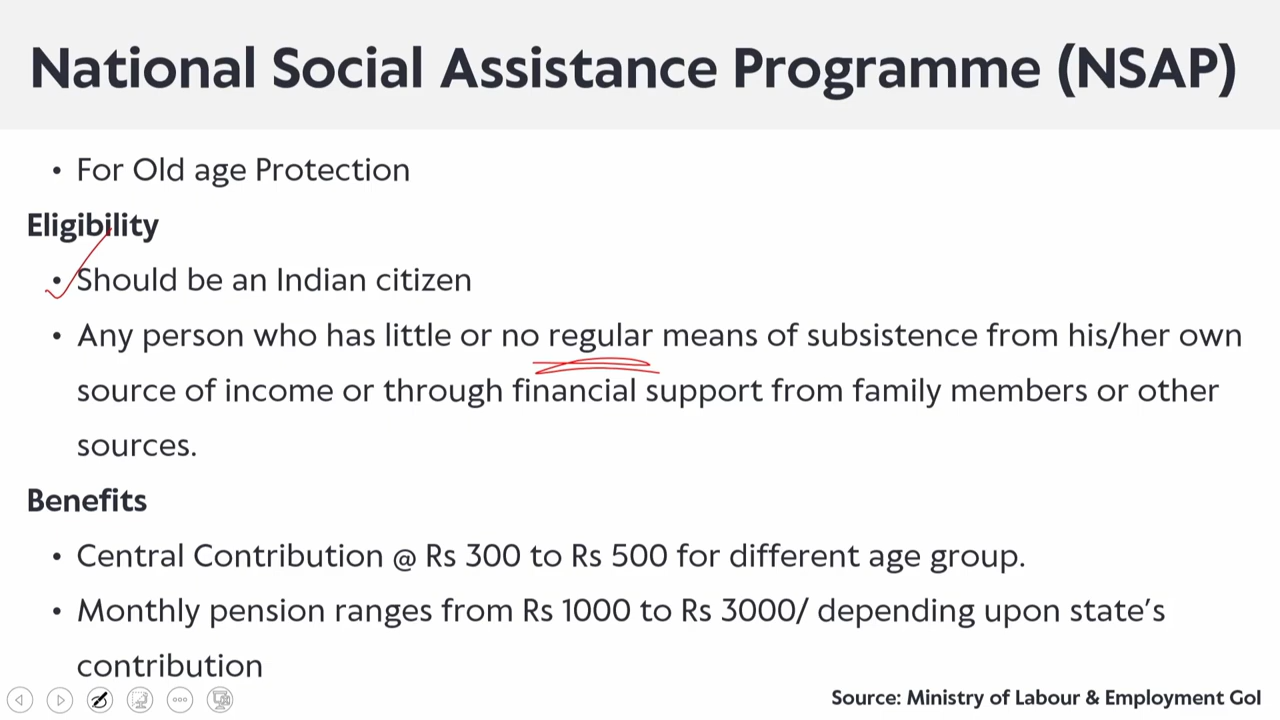 National Social Assistance Programme (NSAP)
• For Old age Protection
Eligibility
• Should be an Indian citizen
• Any person who has little or no regular means of subsistence from his/her own
source of income or through financial support from family members or other
sources.
Benefits
• Central Contribution @ Rs 300 to Rs 500 for different age group.
• Monthly pension ranges from Rs 1000 to Rs 3000/ depending upon state's
contribution
Source: Ministry of Labour & Employment GoI